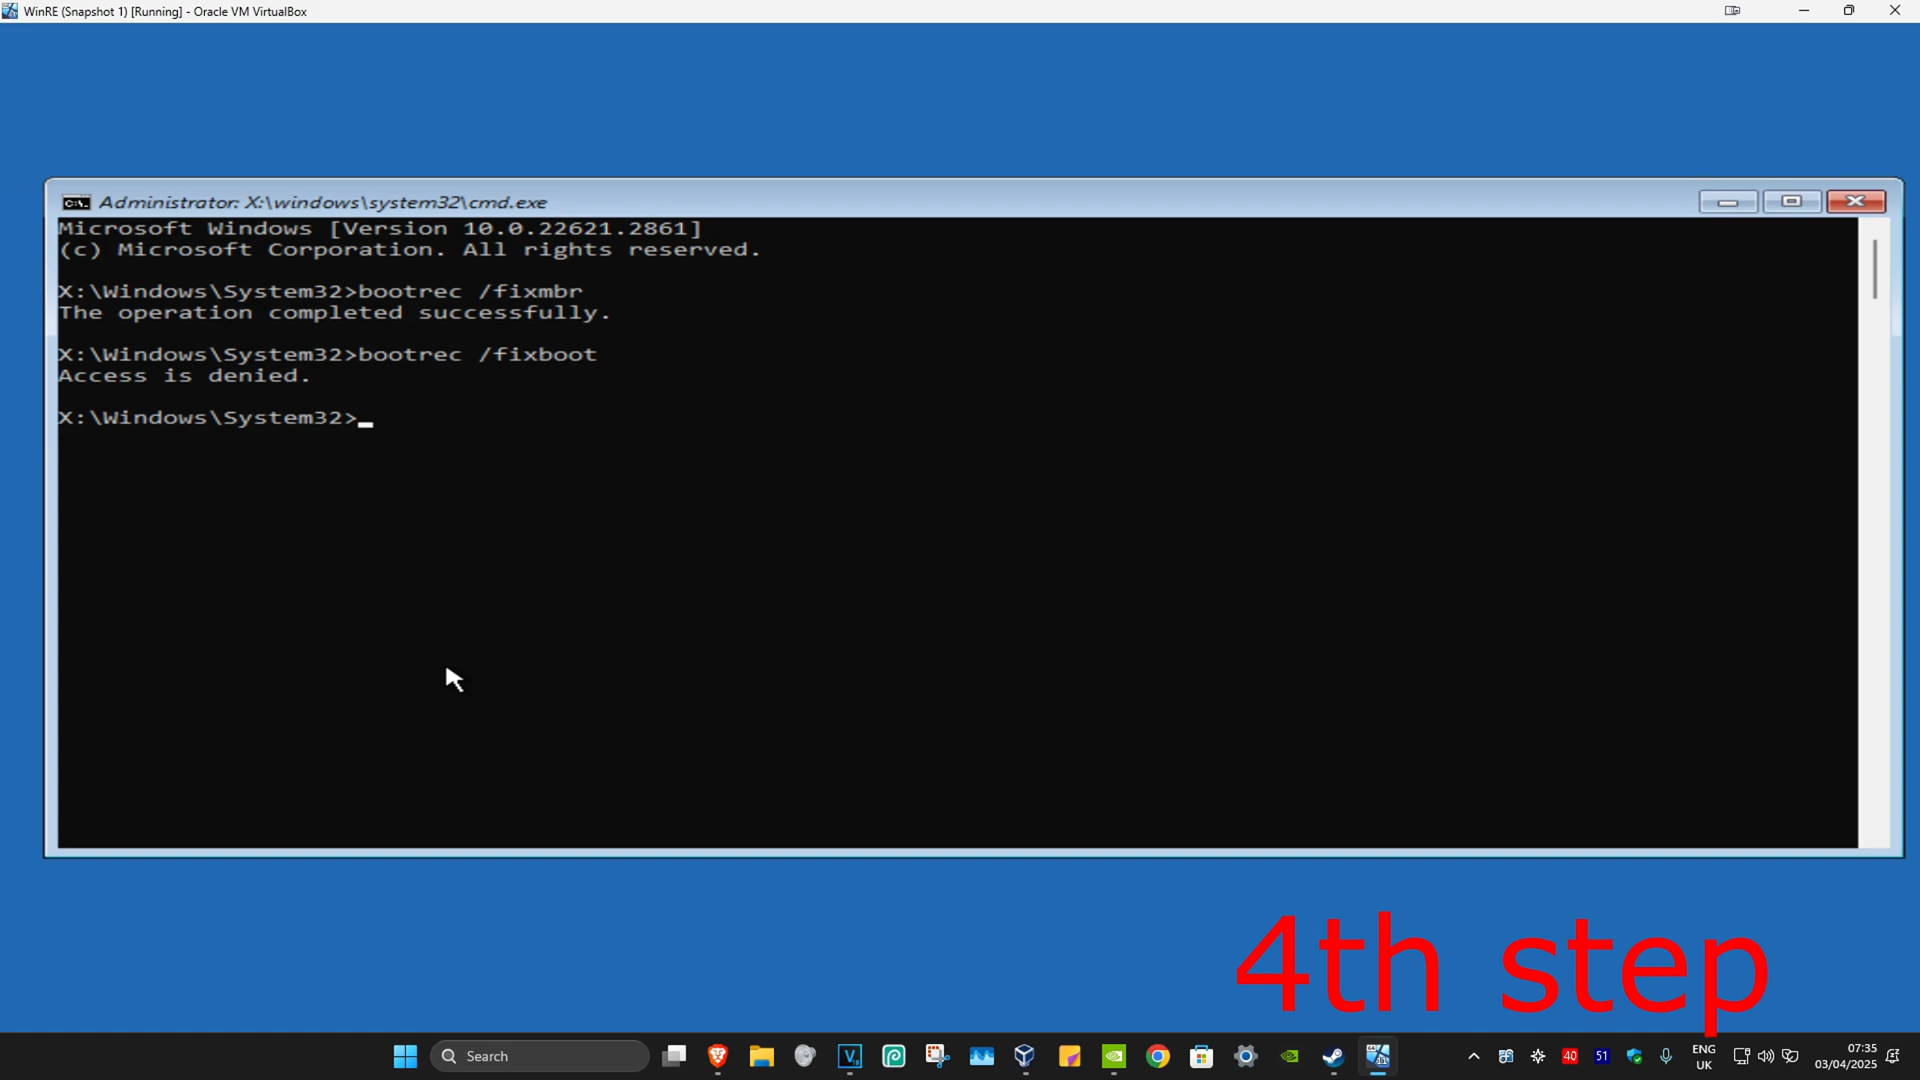 WinRE (Snapshot 1) [Running] - Oracle VM VirtualBox
Administrator: X:\windows\system32\cmd.exe
Microsoft Windows [Version 10.0.22621.2861]
(c) Microsoft Corporation. All rights reserved.
X:\Windows\System32>bootrec /fixmbr
The operation completed successfully.
X:\Windows\System32>bootrec /fixboot
Access is denied.
X:\Windows\System32>
4th step
Search
40
51
ENG
UK
07:35
03/04/2025